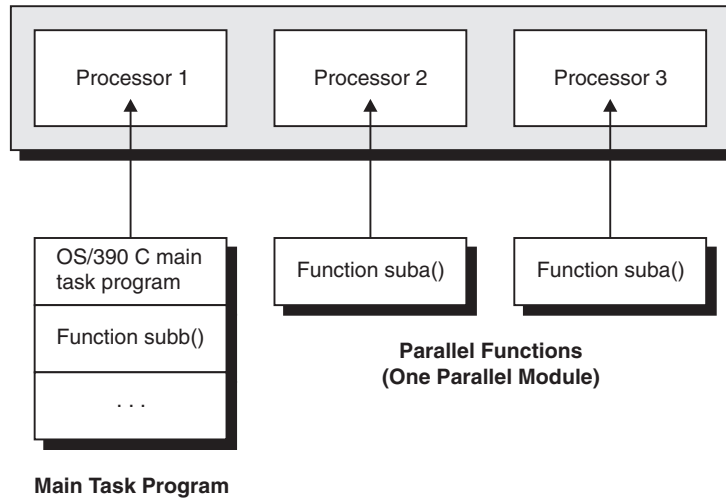 Processor 1
Processor 2
Processor 3
OS/390 C main
task program
Function subb()
. . .
Function suba()
Function suba()
Parallel Functions
(One Parallel Module)
Main Task Program